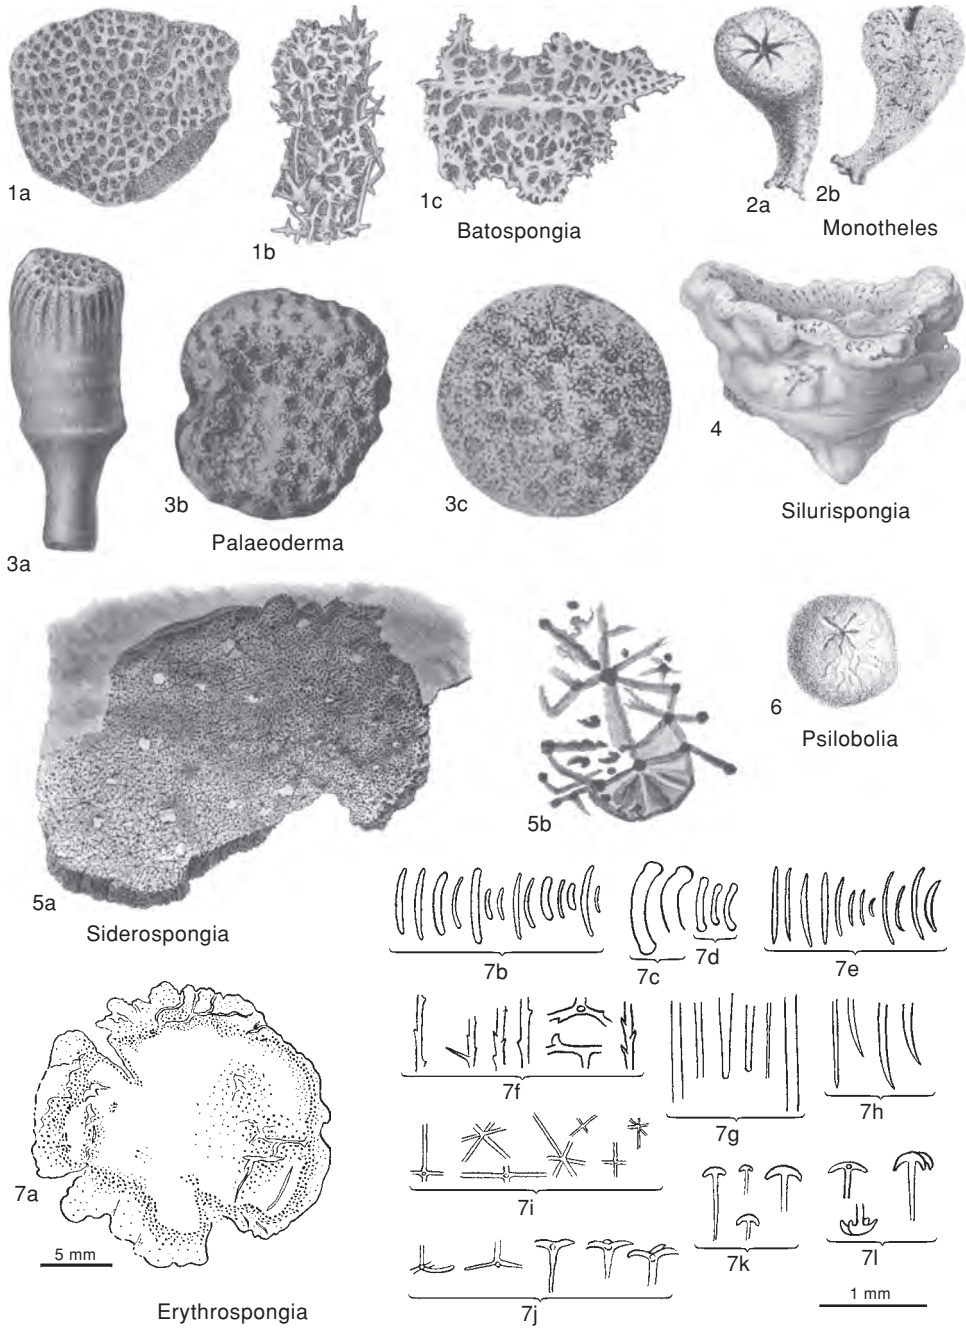 1a
1b
1c
Batospongia
2a
2b
Monotheles
3a
3b
3c
Palaeoderma
4
Silurispongia
5a
5b
Siderospongia
6
Psilobolia
7b
7c
7d
7e
7f
7g
7h
7i
7j
7k
7l
7a
5 mm
Erythrospongia
1 mm